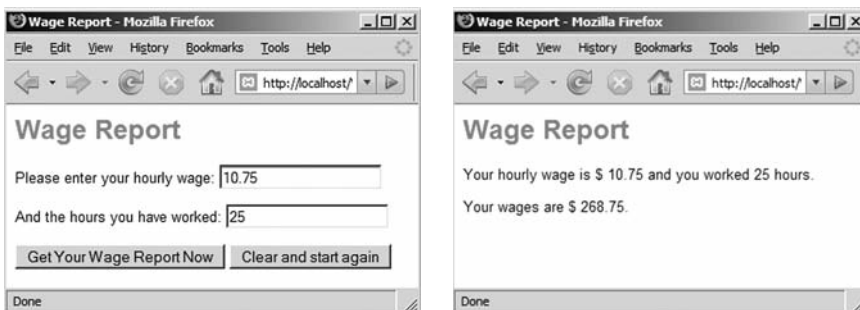 Wage Report - Mozilla Firefox
File Edit View History Bookmarks Tools Help
http://localhost/
Wage Report
Please enter your hourly wage: 10.75
And the hours you have worked: 25
Get Your Wage Report Now Clear and start again
Done
Wage Report - Mozilla Firefox
File Edit View History Bookmarks Tools Help
http://localhost/
Wage Report
Your hourly wage is $ 10.75 and you worked 25 hours.
Your wages are $ 268.75.
Done